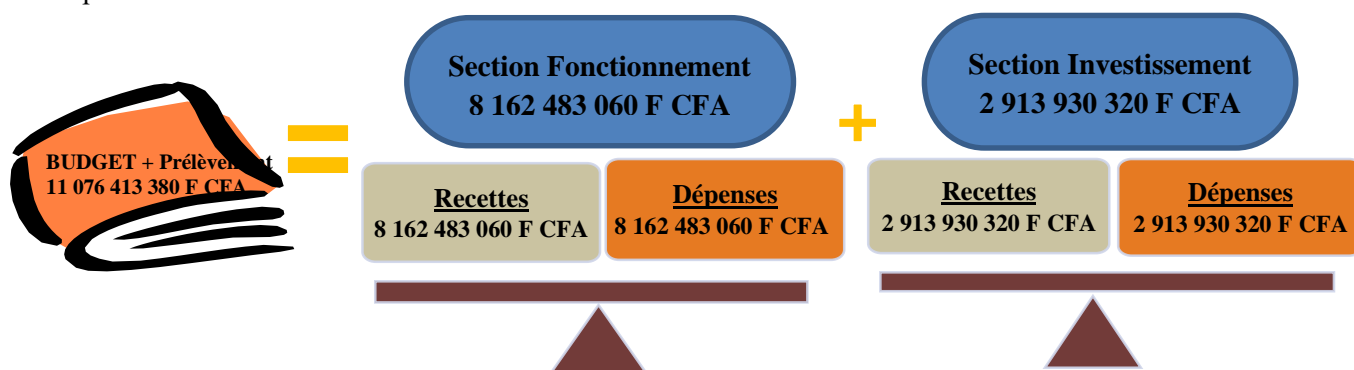 BUDGET + Prélèvement
11 076 413 380 F CFA
Section Fonctionnement
8 162 483 060 F CFA
Recettes
8 162 483 060 F CFA
Dépenses
8 162 483 060 F CFA
+
Section Investissement
2 913 930 320 F CFA
Recettes
2 913 930 320 F CFA
Dépenses
2 913 930 320 F CFA